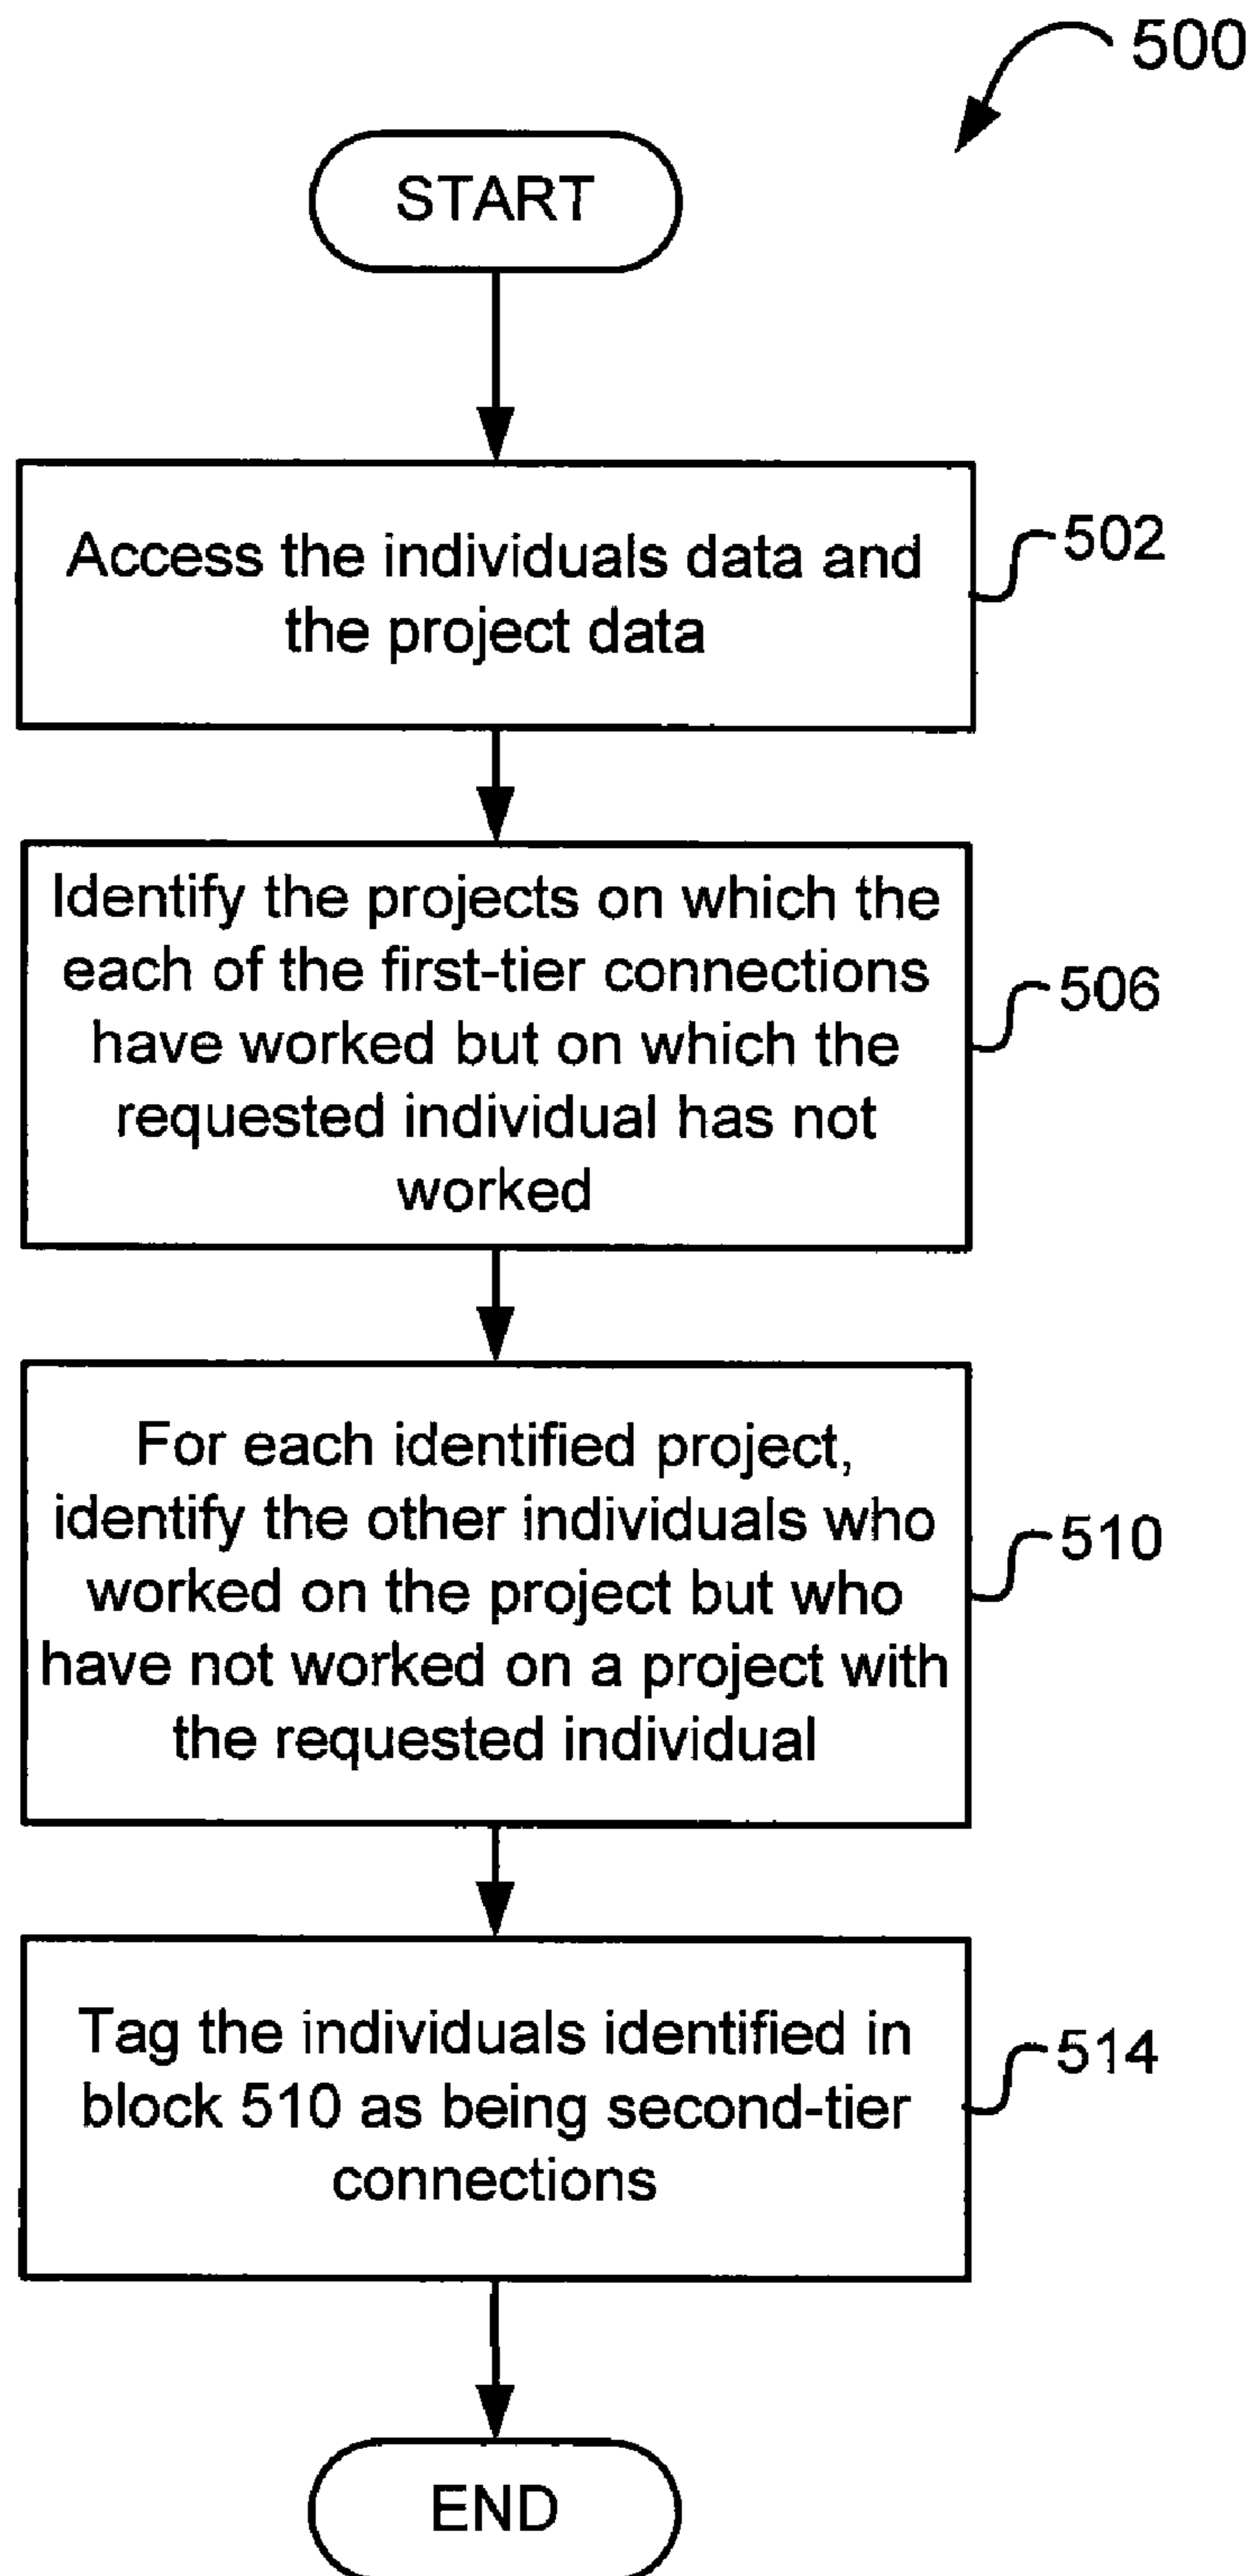 500
START
Access the individuals data and
the project data
502
Identify the projects on which the
each of the first-tier connections
have worked but on which the
requested individual has not
worked
506
For each identified project,
identify the other individuals who
worked on the project but who
have not worked on a project with
the requested individual
510
Tag the individuals identified in
block 510 as being second-tier
connections
514
END